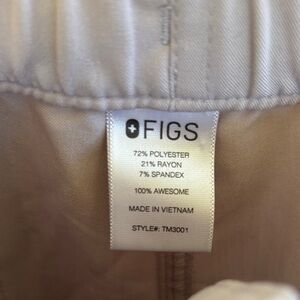 FIGS
72% POLYESTER
21% RAYON
7% SPANDEX
100% AWESOME
MADE IN VIETNAM
STYLE#: TM3001